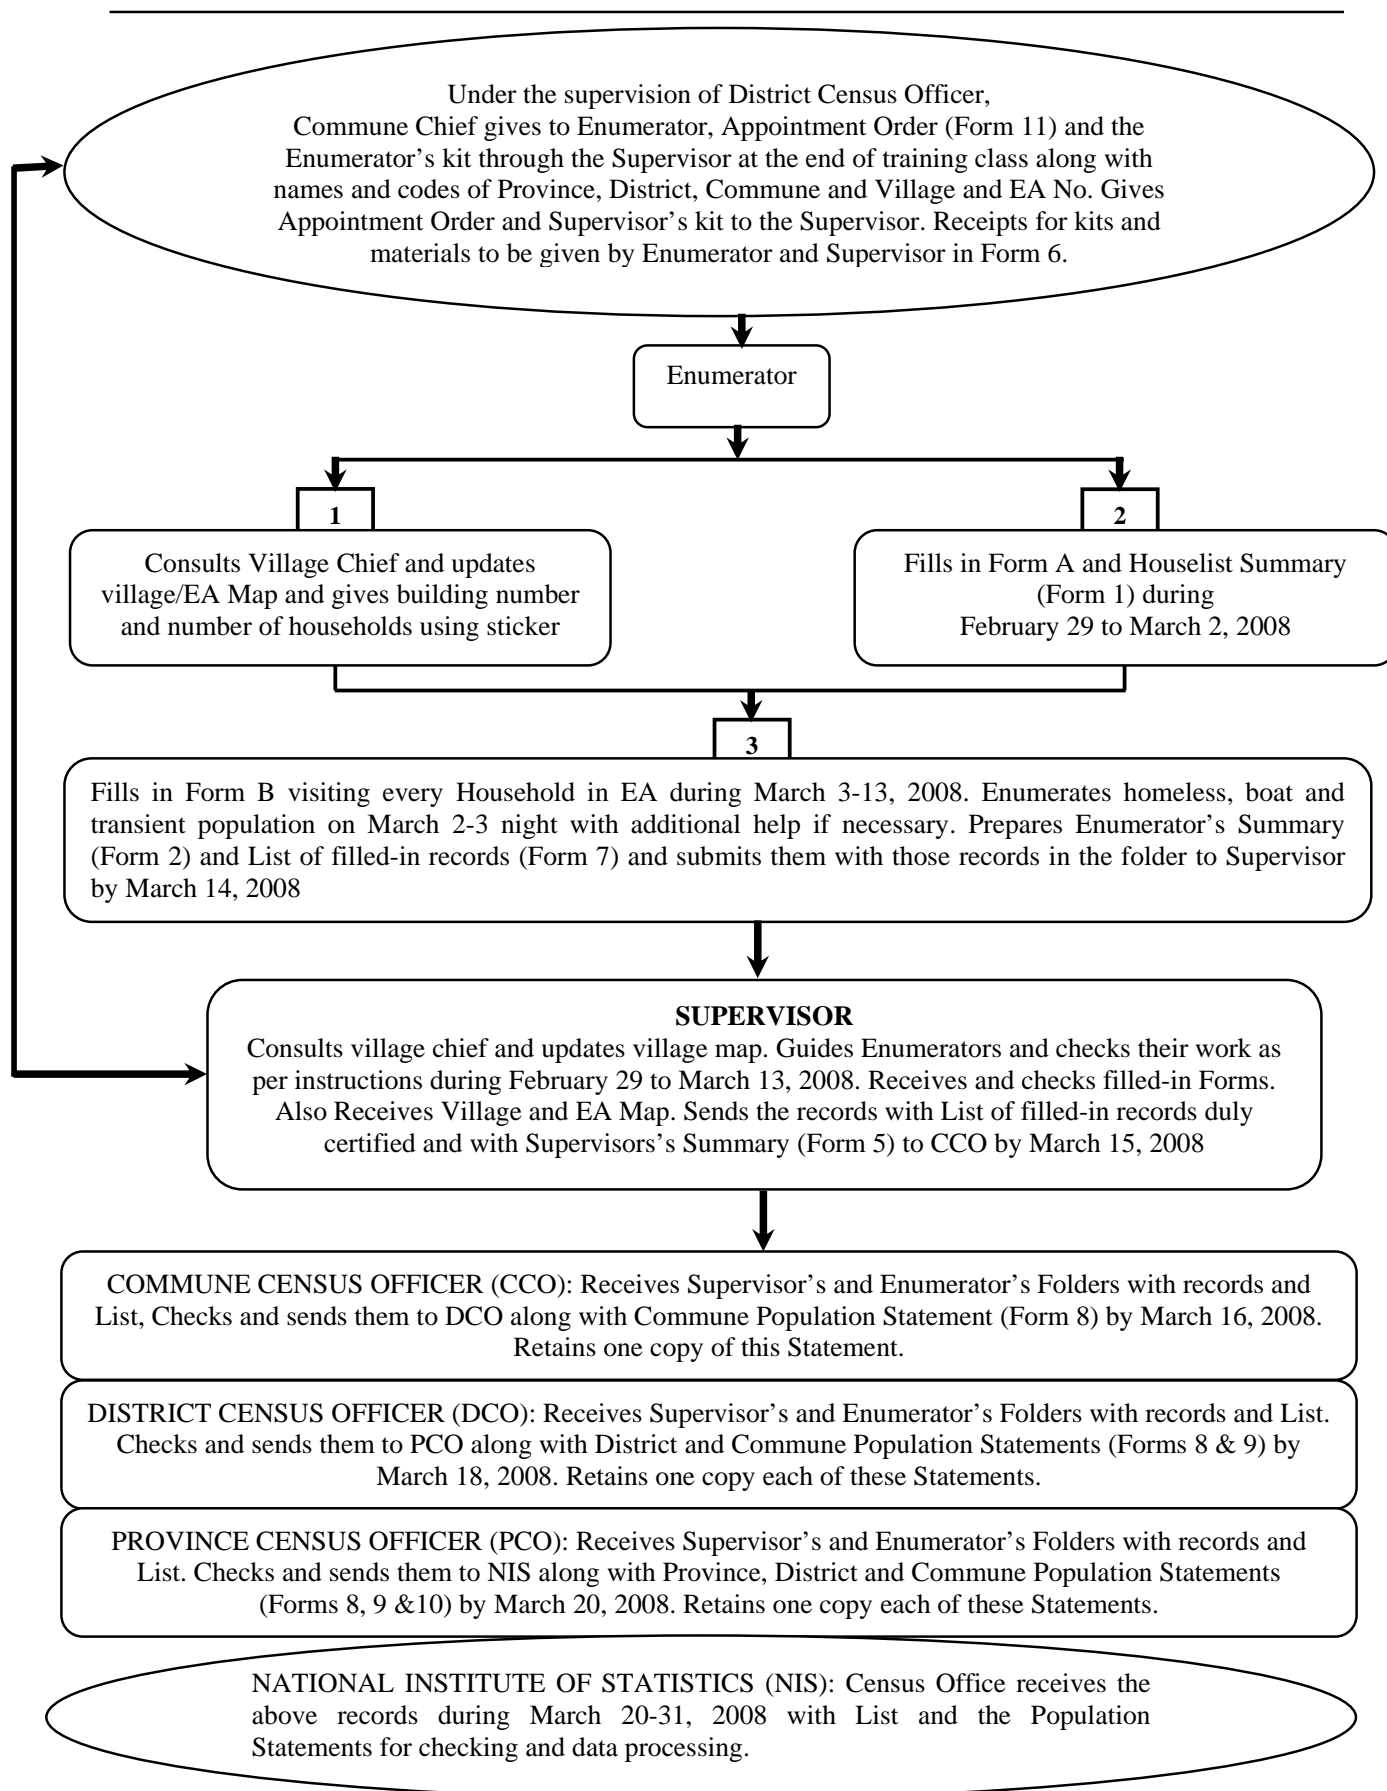 Under the supervision of District Census Officer,
Commune Chief gives to Enumerator, Appointment Order (Form 11) and the
Enumerator’s kit through the Supervisor at the end of training class along with
names and codes of Province, District, Commune and Village and EA No. Gives
Appointment Order and Supervisor’s kit to the Supervisor. Receipts for kits and
materials to be given by Enumerator and Supervisor in Form 6.
Enumerator
1
Consults Village Chief and updates
village/EA Map and gives building number
and number of households using sticker
2
Fills in Form A and Houselist Summary
(Form 1) during
February 29 to March 2, 2008
3
Fills in Form B visiting every Household in EA during March 3-13, 2008. Enumerates homeless, boat and
transient population on March 2-3 night with additional help if necessary. Prepares Enumerator’s Summary
(Form 2) and List of filled-in records (Form 7) and submits them with those records in the folder to Supervisor
by March 14, 2008
SUPERVISOR
Consults village chief and updates village map. Guides Enumerators and checks their work as
per instructions during February 29 to March 13, 2008. Receives and checks filled-in Forms.
Also Receives Village and EA Map. Sends the records with List of filled-in records duly
certified and with Supervisors’s Summary (Form 5) to CCO by March 15, 2008
COMMUNE CENSUS OFFICER (CCO): Receives Supervisor’s and Enumerator’s Folders with records and
List, Checks and sends them to DCO along with Commune Population Statement (Form 8) by March 16, 2008.
Retains one copy of this Statement.
DISTRICT CENSUS OFFICER (DCO): Receives Supervisor’s and Enumerator’s Folders with records and List.
Checks and sends them to PCO along with District and Commune Population Statements (Forms 8 & 9) by
March 18, 2008. Retains one copy each of these Statements.
PROVINCE CENSUS OFFICER (PCO): Receives Supervisor’s and Enumerator’s Folders with records and
List. Checks and sends them to NIS along with Province, District and Commune Population Statements
(Forms 8, 9 &10) by March 20, 2008. Retains one copy each of these Statements.
NATIONAL INSTITUTE OF STATISTICS (NIS): Census Office receives the
above records during March 20-31, 2008 with List and the Population
Statements for checking and data processing.